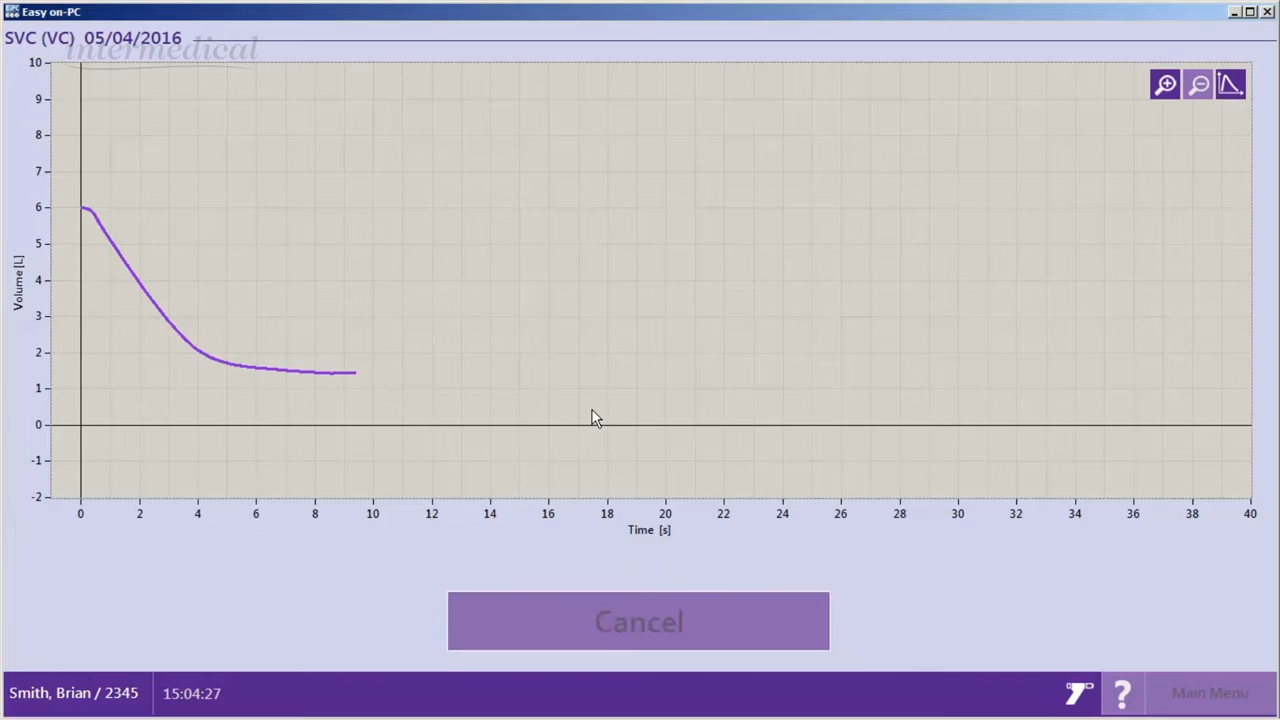 Easy on-PC
SVC (VC) 05/04/2016
intermedical
10
9
8
7
6
5
4
3
2
1
0
-1
-2
Volume [L]
0 2 4 6 8 10 12 14 16 18 20 22 24 26 28 30 32 34 36 38 40
Time [s]
Cancel
Smith, Brian / 2345 15:04:27 ? Main Menu